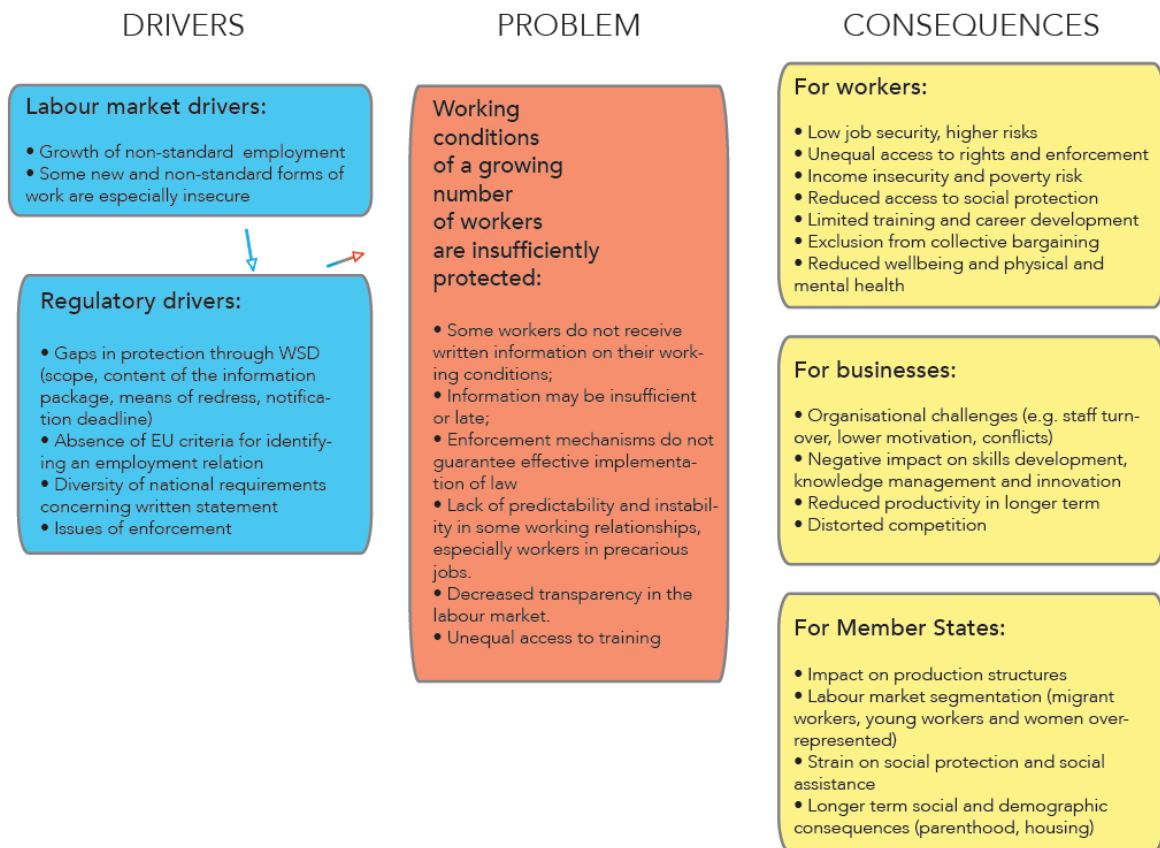 DRIVERS
Labour market drivers:
• Growth of non-standard employment
• Some new and non-standard forms of
work are especially insecure
Regulatory drivers:
• Gaps in protection through WSD
(scope, content of the information
package, means of redress, notifica-
tion deadline)
• Absence of EU criteria for identify-
ing an employment relation
• Diversity of national requirements
concerning written statement
• Issues of enforcement
PROBLEM
Working
conditions
of a growing
number
of workers
are insufficiently
protected:
• Some workers do not receive
written information on their work-
ing conditions;
• Information may be insufficient
or late;
• Enforcement mechanisms do not
guarantee effective implementa-
tion of law
• Lack of predictability and instabil-
ity in some working relationships,
especially workers in precarious
jobs.
• Decreased transparency in the
labour market.
• Unequal access to training
CONSEQUENCES
For workers:
• Low job security, higher risks
• Unequal access to rights and enforcement
• Income insecurity and poverty risk
• Reduced access to social protection
• Limited training and career development
• Exclusion from collective bargaining
• Reduced wellbeing and physical and
mental health
For businesses:
• Organisational challenges (e.g. staff turn-
over, lower motivation, conflicts)
• Negative impact on skills development,
knowledge management and innovation
• Reduced productivity in longer term
• Distorted competition
For Member States:
• Impact on production structures
• Labour market segmentation (migrant
workers, young workers and women over-
represented)
• Strain on social protection and social
assistance
• Longer term social and demographic
consequences (parenthood, housing)